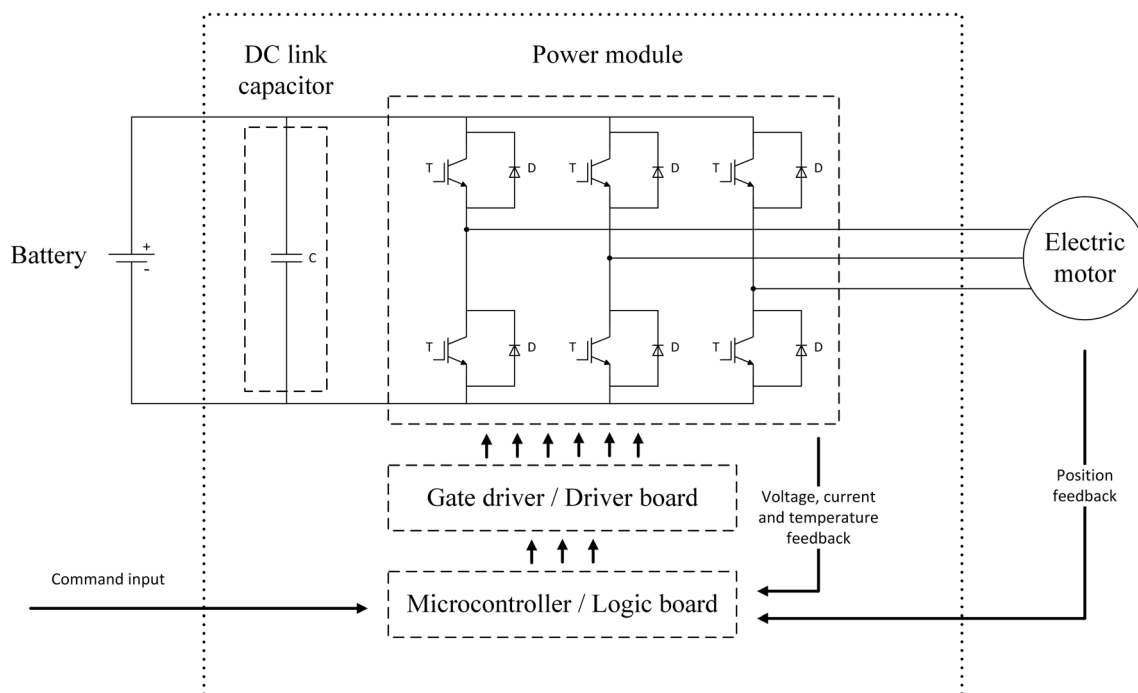 DC link
capacitor
Power module
T
D
T
D
T
D
Battery
+
-
C
Electric
motor
T
D
T
D
T
D
Gate driver / Driver board
Voltage, current
and temperature
feedback
Position
feedback
Command input
Microcontroller / Logic board